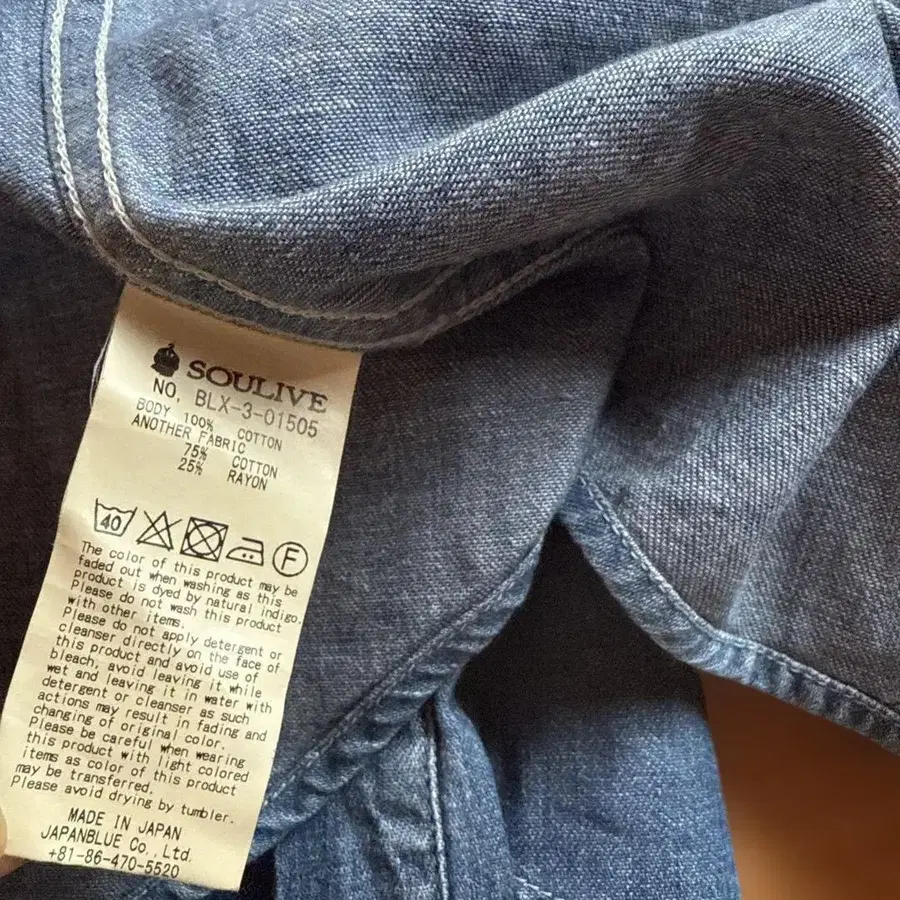 SOULIVE
NO. BLX-3-01505
BODY 100% COTTON
ANOTHER FABRIC
75% COTTON
25% RAYON
40 F
The color of this product may be
faded out when washing as this
product is dyed by natural indigo.
Please do not wash this product
with other items.
Please do not apply detergent or
cleanser directly on the face of
this product and avoid use of
bleach, avoid leaving it while
wet and leaving it in water with
detergent or cleanser as such
actions may result in fading and
changing of original color.
Please be careful when wearing
this product with light colored
items as color of this product
may be transferred.
Please avoid drying by tumbler.
MADE IN JAPAN
JAPANBLUE Co., Ltd.
+81-86-470-5520